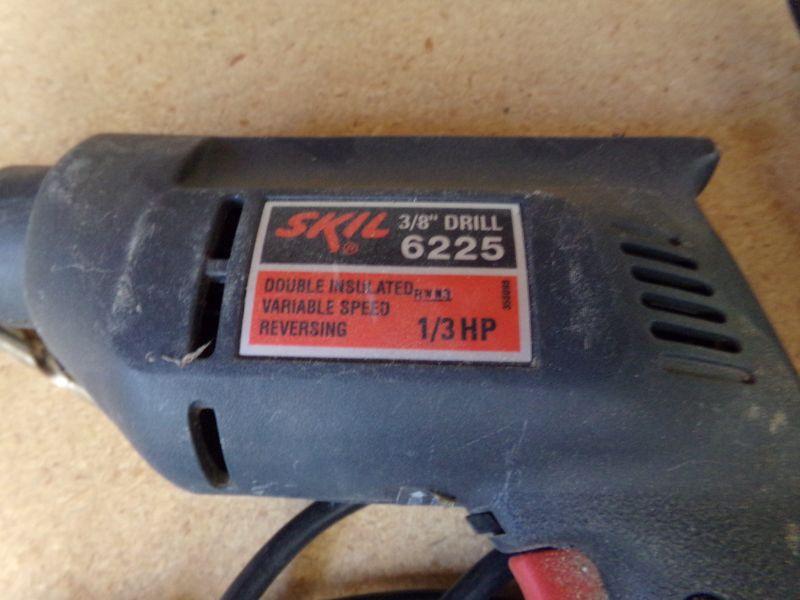 SKIL ® 3/8" DRILL
6225
DOUBLE INSULATED
VARIABLE SPEED
REVERSING 1/3 HP